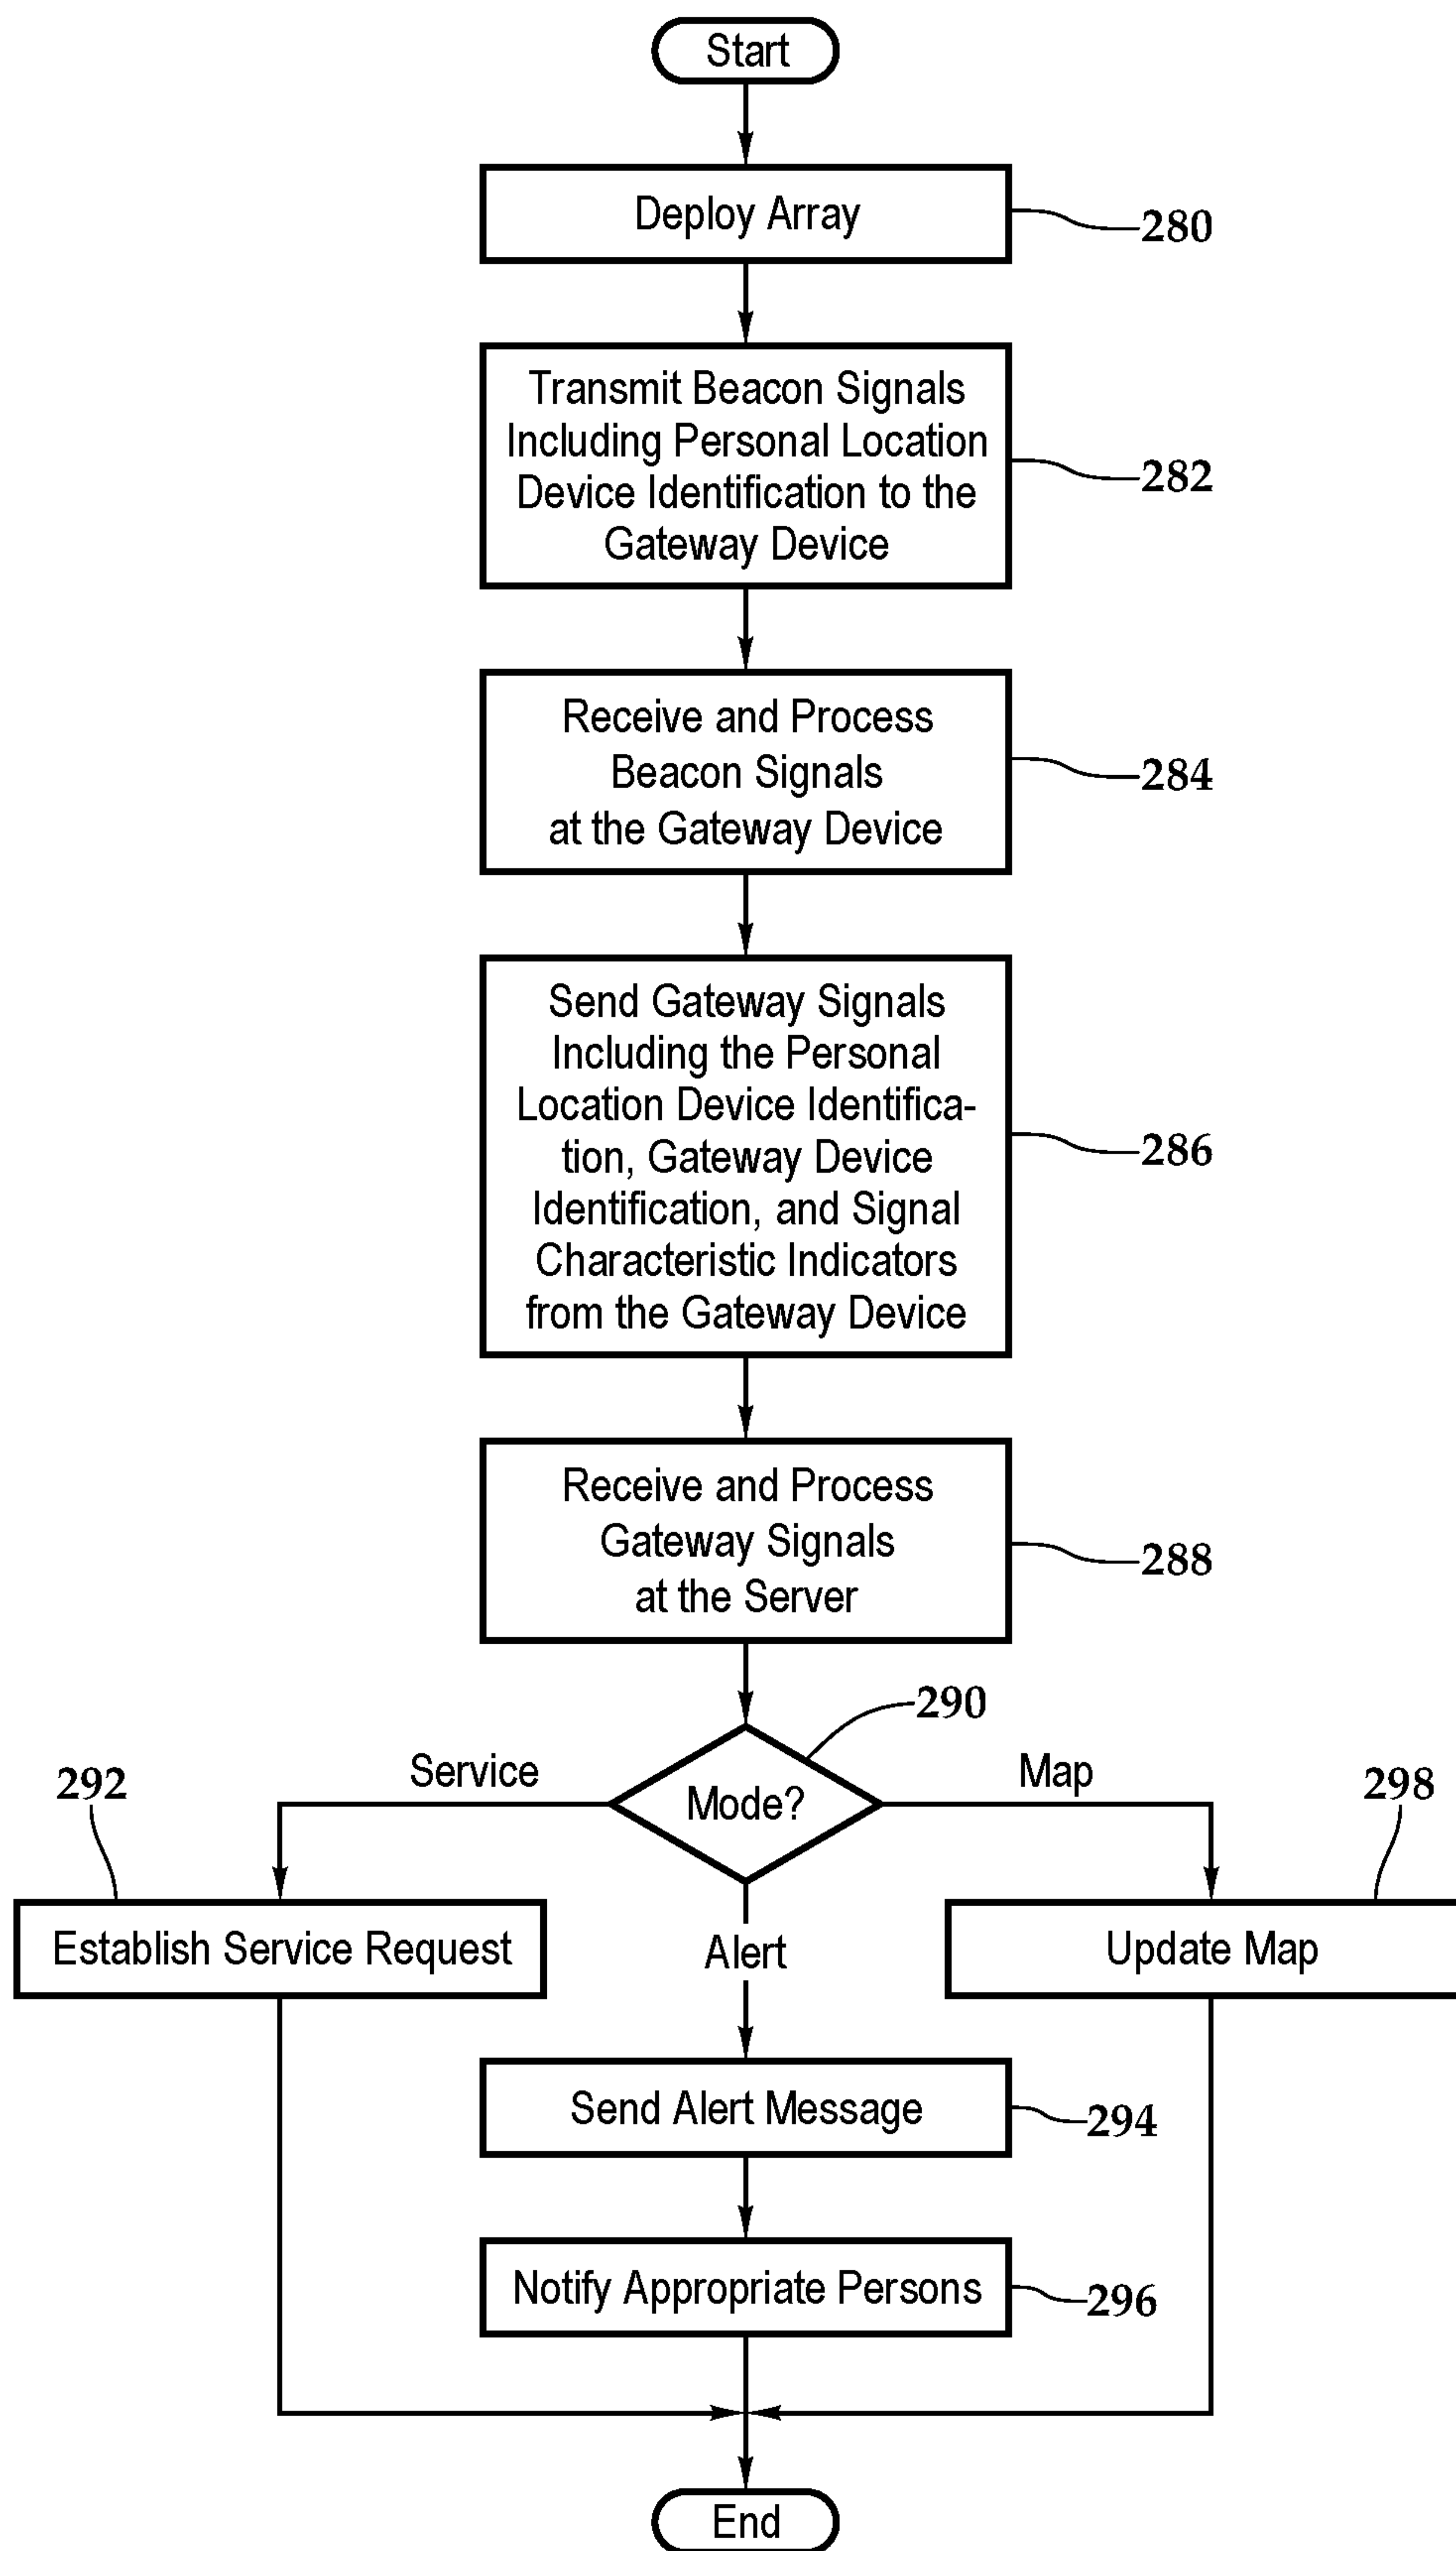 Start
Deploy Array
280
Transmit Beacon Signals
Including Personal Location
Device Identification to the
Gateway Device
282
Receive and Process
Beacon Signals
at the Gateway Device
284
Send Gateway Signals
Including the Personal
Location Device Identifica-
tion, Gateway Device
Identification, and Signal
Characteristic Indicators
from the Gateway Device
286
Receive and Process
Gateway Signals
at the Server
288
290
Service
Mode?
Map
292
298
Establish Service Request
Alert
Update Map
Send Alert Message
294
Notify Appropriate Persons
296
End